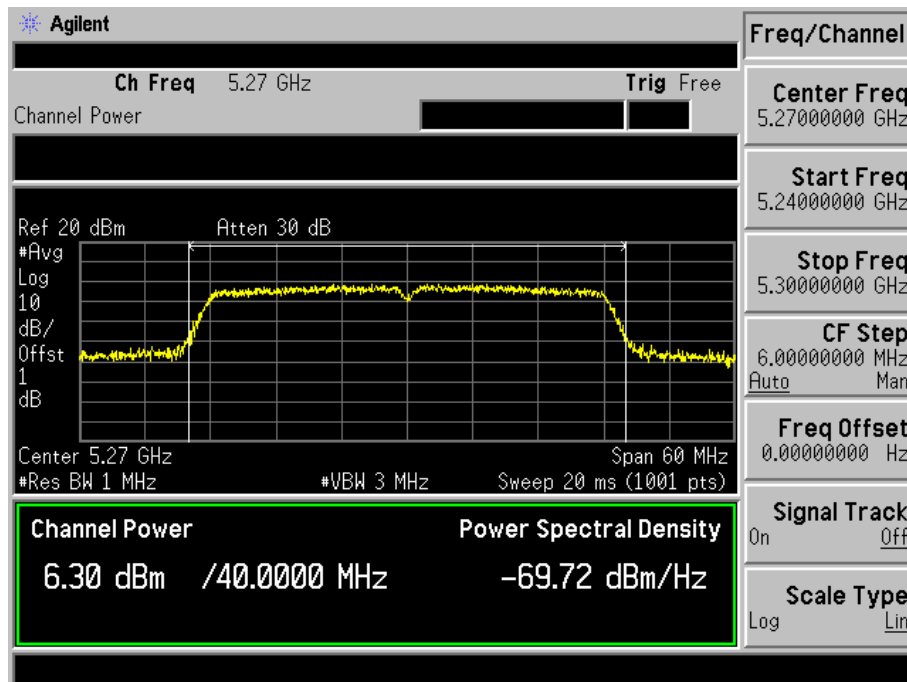 Agilent
Freq/Channel
Ch Freq 5.27 GHz Trig Free
Channel Power
Center Freq
5.27000000 GHz
Start Freq
5.24000000 GHz
Ref 20 dBm Atten 30 dB
#Avg
Log
10
dB/
Offst
1
dB
Stop Freq
5.30000000 GHz
CF Step
6.00000000 MHz
Auto Man
Center 5.27 GHz Span 60 MHz
#Res BW 1 MHz #VBW 3 MHz Sweep 20 ms (1001 pts)
Freq Offset
0.00000000 Hz
Channel Power Power Spectral Density
6.30 dBm /40.0000 MHz -69.72 dBm/Hz
Signal Track
On Off
Scale Type
Log Lin